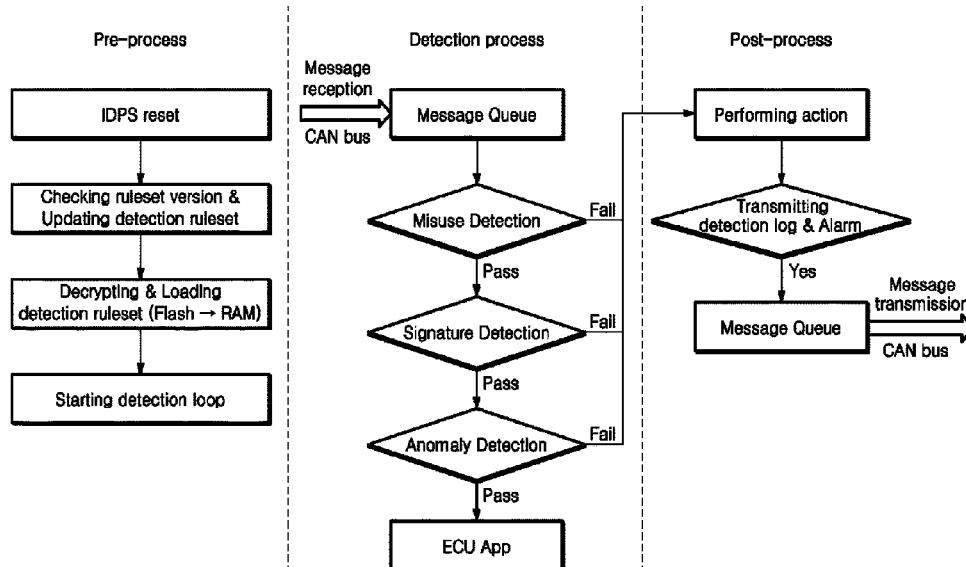 Pre-process
IDPS reset
Checking ruleset version &
Updating detection ruleset
Decrypting & Loading
detection ruleset (Flash → RAM)
Starting detection loop
Detection process
Message
reception
CAN bus
Message Queue
Misuse Detection
Fail
Pass
Signature Detection
Fail
Pass
Anomaly Detection
Fail
Pass
ECU App
Post-process
Performing action
Transmitting
detection log & Alarm
Yes
Message Queue
Message
transmission
CAN bus